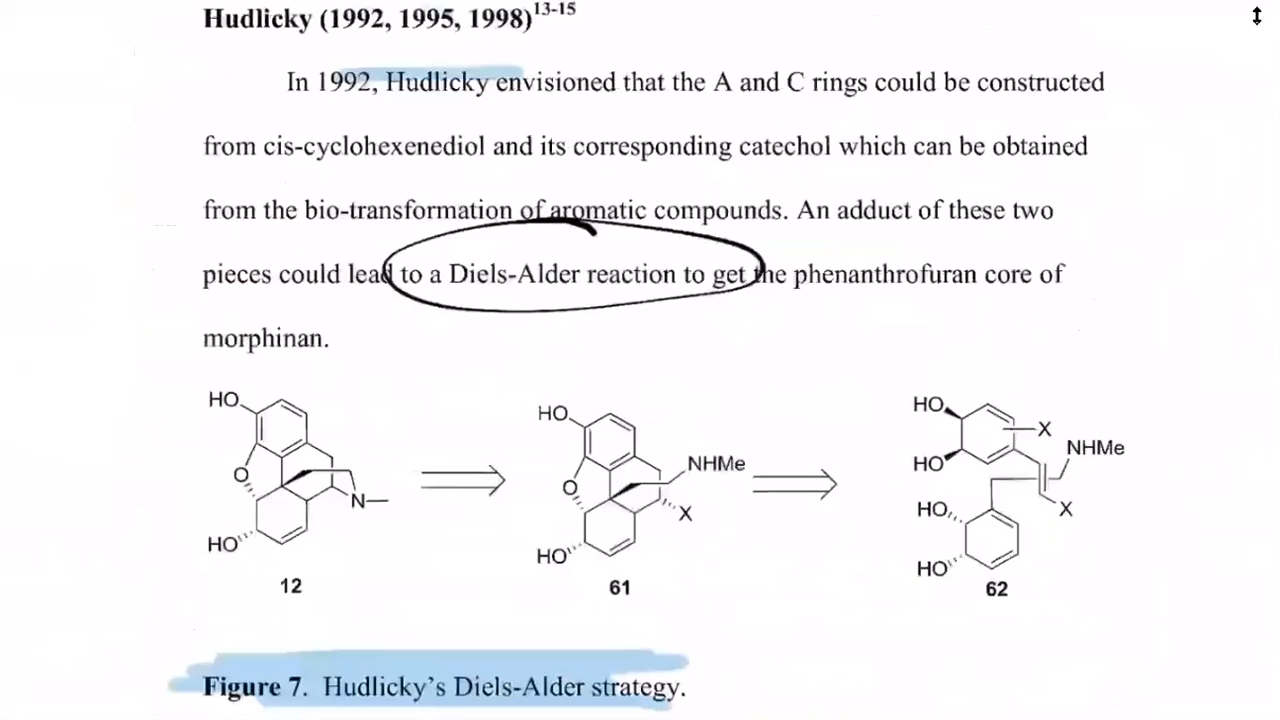 Hudlicky (1992, 1995, 1998)13-15
In 1992, Hudlicky envisioned that the A and C rings could be constructed
from cis-cyclohexenediol and its corresponding catechol which can be obtained
from the bio-transformation of aromatic compounds. An adduct of these two
pieces could lead to a Diels-Alder reaction to get the phenanthrofuran core of
morphinan.
HO
O
N
HO
12
HO
O
NHMe
X
HO
61
HO
X
NHMe
HO
HO
X
HO
62
Figure 7. Hudlicky's Diels-Alder strategy.